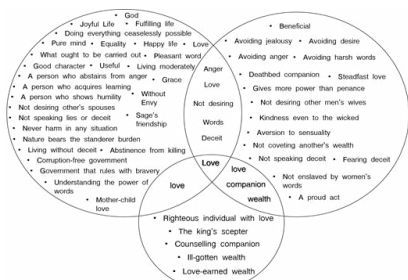 • God
• Joyful Life • Fulfilling life
• Doing everything ceaselessly possible
• Pure mind • Equality • Happy life • Love
• What ought to be carried out • Pleasant word
• Good character • Useful • Living moderately
• A person who abstains from anger • Grace
• A person who acquires learning
• A person who shows humility
• Without Envy
• Not desiring other's spouses
• Sage's friendship
• Not speaking lies or deceit
• Never harm in any situation
• Nature bears the standerer burden
• Living without deceit • Abstinence from killing
• Corruption-free government
• Government that rules with bravery
• Understanding the power of words
• Mother-child love
Anger
Love
Not desiring
Words
Deceit
• Beneficial
• Avoiding jealousy • Avoiding desire
• Avoiding anger • Avoiding harsh words
• Deathbed companion • Steadfast love
• Gives more power than penance
• Not desiring other men's wives
• Kindness even to the wicked
• Aversion to sensuality
• Not coveting another's wealth
• Not speaking deceit • Fearing deceit
• Not enslaved by women's words
• A proud act
Love
love
love
companion
wealth
• Righteous individual with love
• The king's scepter
• Counselling companion
• Ill-gotten wealth
• Love-earned wealth